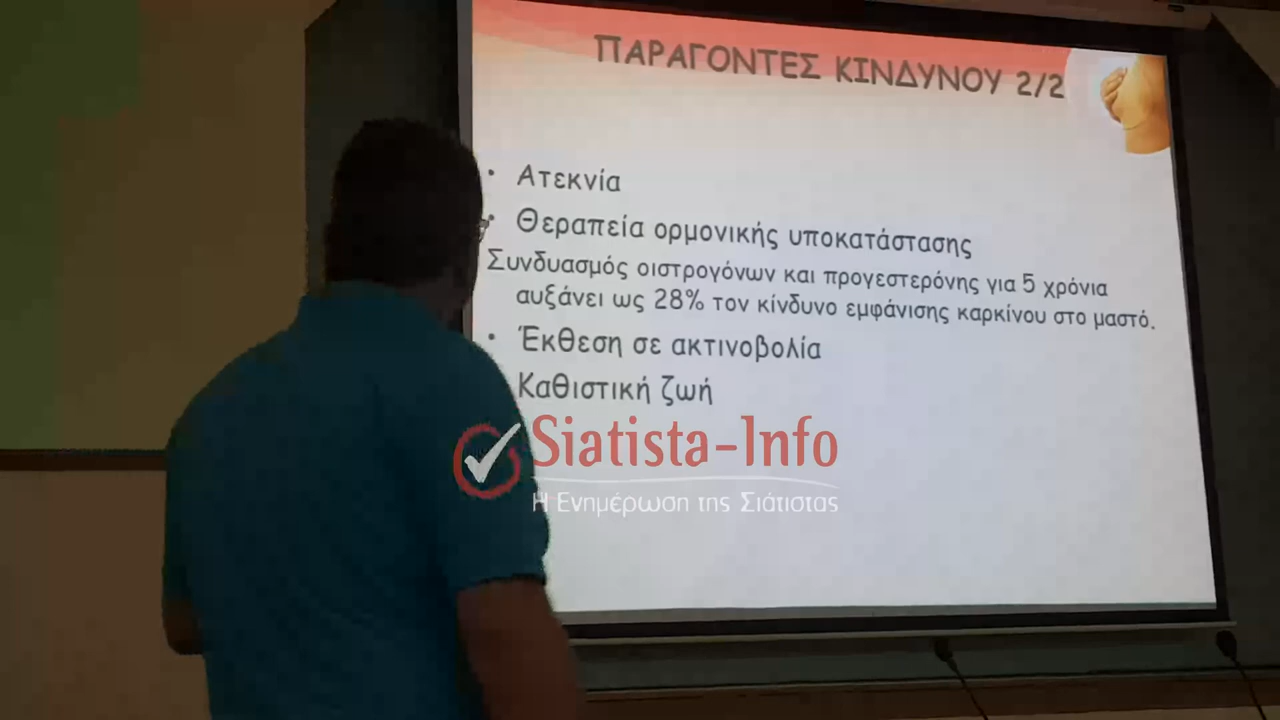 ΠΑΡΑΓΟΝΤΕΣ ΚΙΝΔΥΝΟΥ 2/2
• Ατεκνία
• Θεραπεία ορμονικής υποκατάστασης
Συνδυασμός οιστρογόνων και προγεστερόνης για 5 χρόνια
αυξάνει ως 28% τον κίνδυνο εμφάνισης καρκίνου στο μαστό.
• Έκθεση σε ακτινοβολία
Καθιστική ζωή
Siatista-Info
Η Ενημέρωση της Σιάτιστας